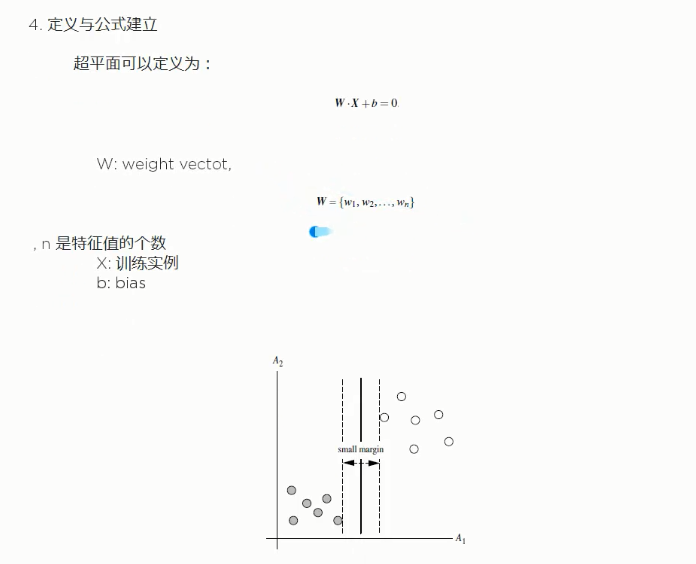 4. 定义与公式建立
超平面可以定义为：
W · X + b = 0.
W: weight vectot,
W = {w₁, w₂,..., wₙ}
, n 是特征值的个数
X: 训练实例
b: bias
A₂
small margin
A₁